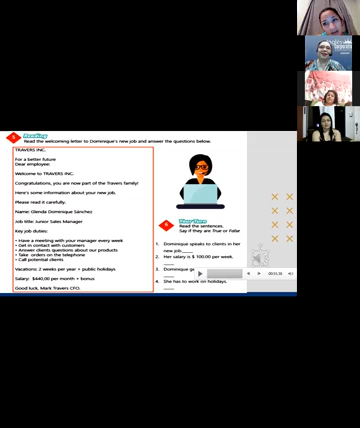 5 Reading
Read the welcoming letter to Dominique's new job and answer the questions below.
TRAVERS INC.
For a better future
Dear employee:
Welcome to TRAVERS INC.
Congratulations, you are now part of the Travers family!
Here's some information about your new job,
Please read it carefully.
Name: Glenda Dominique Sánchez
Job title: Junior Sales Manager
Key job duties:
• Have a meeting with your manager every week
• Get in contact with customers
• Answer clients questions about our products
• Take orders on the telephone
• Call potential clients
Vacations: 2 weeks per year + public holidays
Salary: $440,00 per month + bonus
Good luck, Mark Travers CFO.
6 Your Turn
Read the sentences.
Say if they are True or False
1. Dominique speaks to clients in her
new job.____
2. Her salary is $ 100.00 per week.
____
3. Dominique
____
4. She has to work on holidays.
____